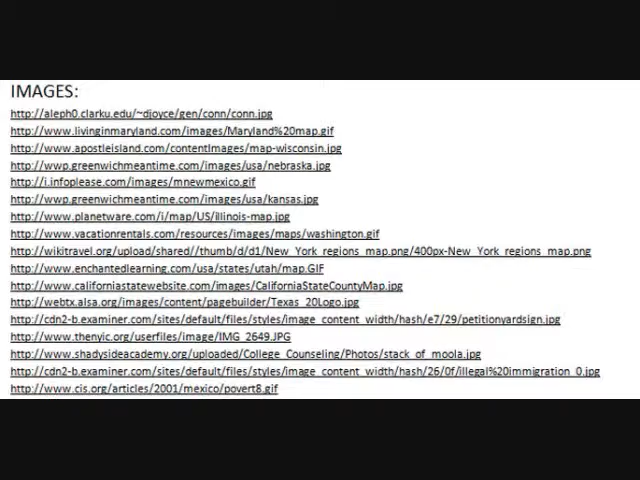 IMAGES:
http://aleph0.clarku.edu/~djoyce/gen/conn/conn.jpg
http://www.livinginmaryland.com/images/Maryland%20map.gif
http://www.apostleisland.com/contentImages/map-wisconsin.jpg
http://wwp.greenwichmeantime.com/images/usa/nebraska.jpg
http://i.infoplease.com/images/mnewmexico.gif
http://wwp.greenwichmeantime.com/images/usa/kansas.jpg
http://www.planetware.com/i/map/US/illinois-map.jpg
http://www.vacationrentals.com/resources/images/maps/washington.gif
http://wikitravel.org/upload/shared//thumb/d/d1/New_York_regions_map.png/400px-New_York_regions_map.png
http://www.enchantedlearning.com/usa/states/utah/map.GIF
http://www.californiastatewebsite.com/images/CaliforniaStateCountyMap.jpg
http://webtx.alsa.org/images/content/pagebuilder/Texas_20Logo.jpg
http://cdn2-b.examiner.com/sites/default/files/styles/image_content_width/hash/e7/29/petitionyardsign.jpg
http://www.thenyic.org/userfiles/image/IMG_2649.JPG
http://www.shadysideacademy.org/uploaded/College_Counseling/Photos/stack_of_moola.jpg
http://cdn2-b.examiner.com/sites/default/files/styles/image_content_width/hash/26/0f/illegal%20immigration_0.jpg
http://www.cis.org/articles/2001/mexico/povert8.gif